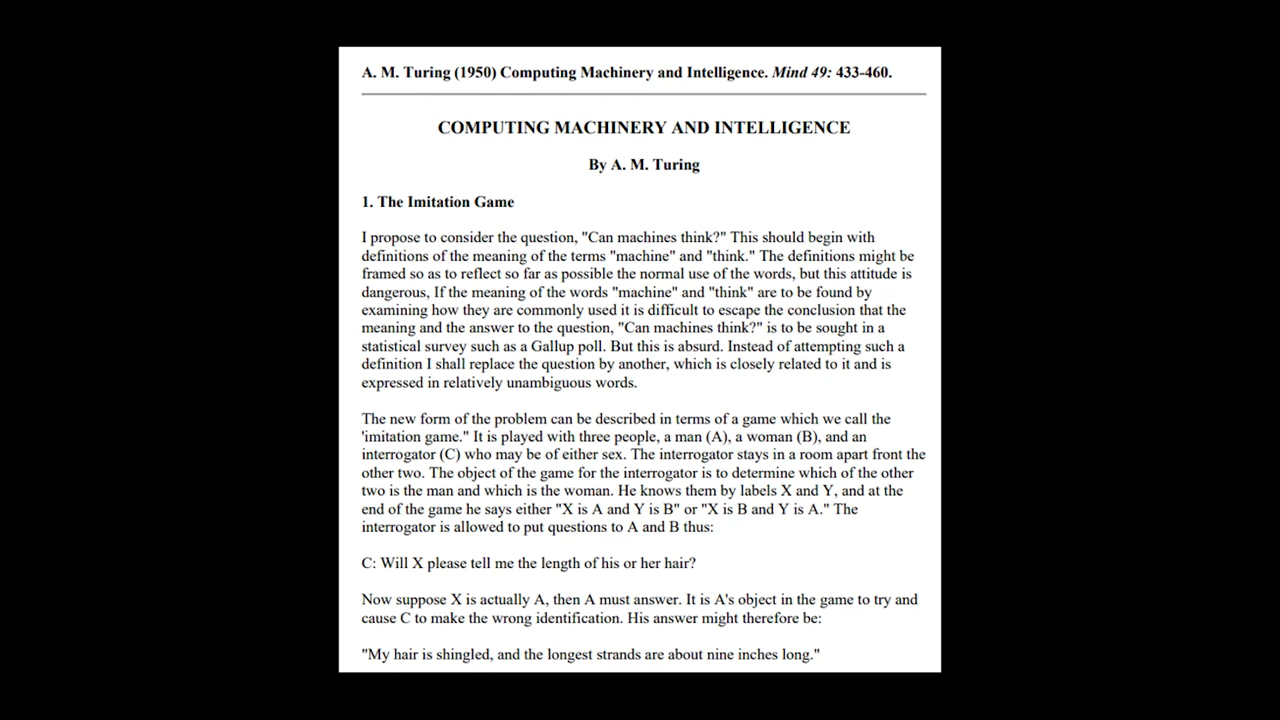 A. M. Turing (1950) Computing Machinery and Intelligence. Mind 49: 433-460.
COMPUTING MACHINERY AND INTELLIGENCE
By A. M. Turing
1. The Imitation Game
I propose to consider the question, "Can machines think?" This should begin with
definitions of the meaning of the terms "machine" and "think." The definitions might be
framed so as to reflect so far as possible the normal use of the words, but this attitude is
dangerous, If the meaning of the words "machine" and "think" are to be found by
examining how they are commonly used it is difficult to escape the conclusion that the
meaning and the answer to the question, "Can machines think?" is to be sought in a
statistical survey such as a Gallup poll. But this is absurd. Instead of attempting such a
definition I shall replace the question by another, which is closely related to it and is
expressed in relatively unambiguous words.
The new form of the problem can be described in terms of a game which we call the
'imitation game." It is played with three people, a man (A), a woman (B), and an
interrogator (C) who may be of either sex. The interrogator stays in a room apart front the
other two. The object of the game for the interrogator is to determine which of the other
two is the man and which is the woman. He knows them by labels X and Y, and at the
end of the game he says either "X is A and Y is B" or "X is B and Y is A." The
interrogator is allowed to put questions to A and B thus:
C: Will X please tell me the length of his or her hair?
Now suppose X is actually A, then A must answer. It is A's object in the game to try and
cause C to make the wrong identification. His answer might therefore be:
"My hair is shingled, and the longest strands are about nine inches long."